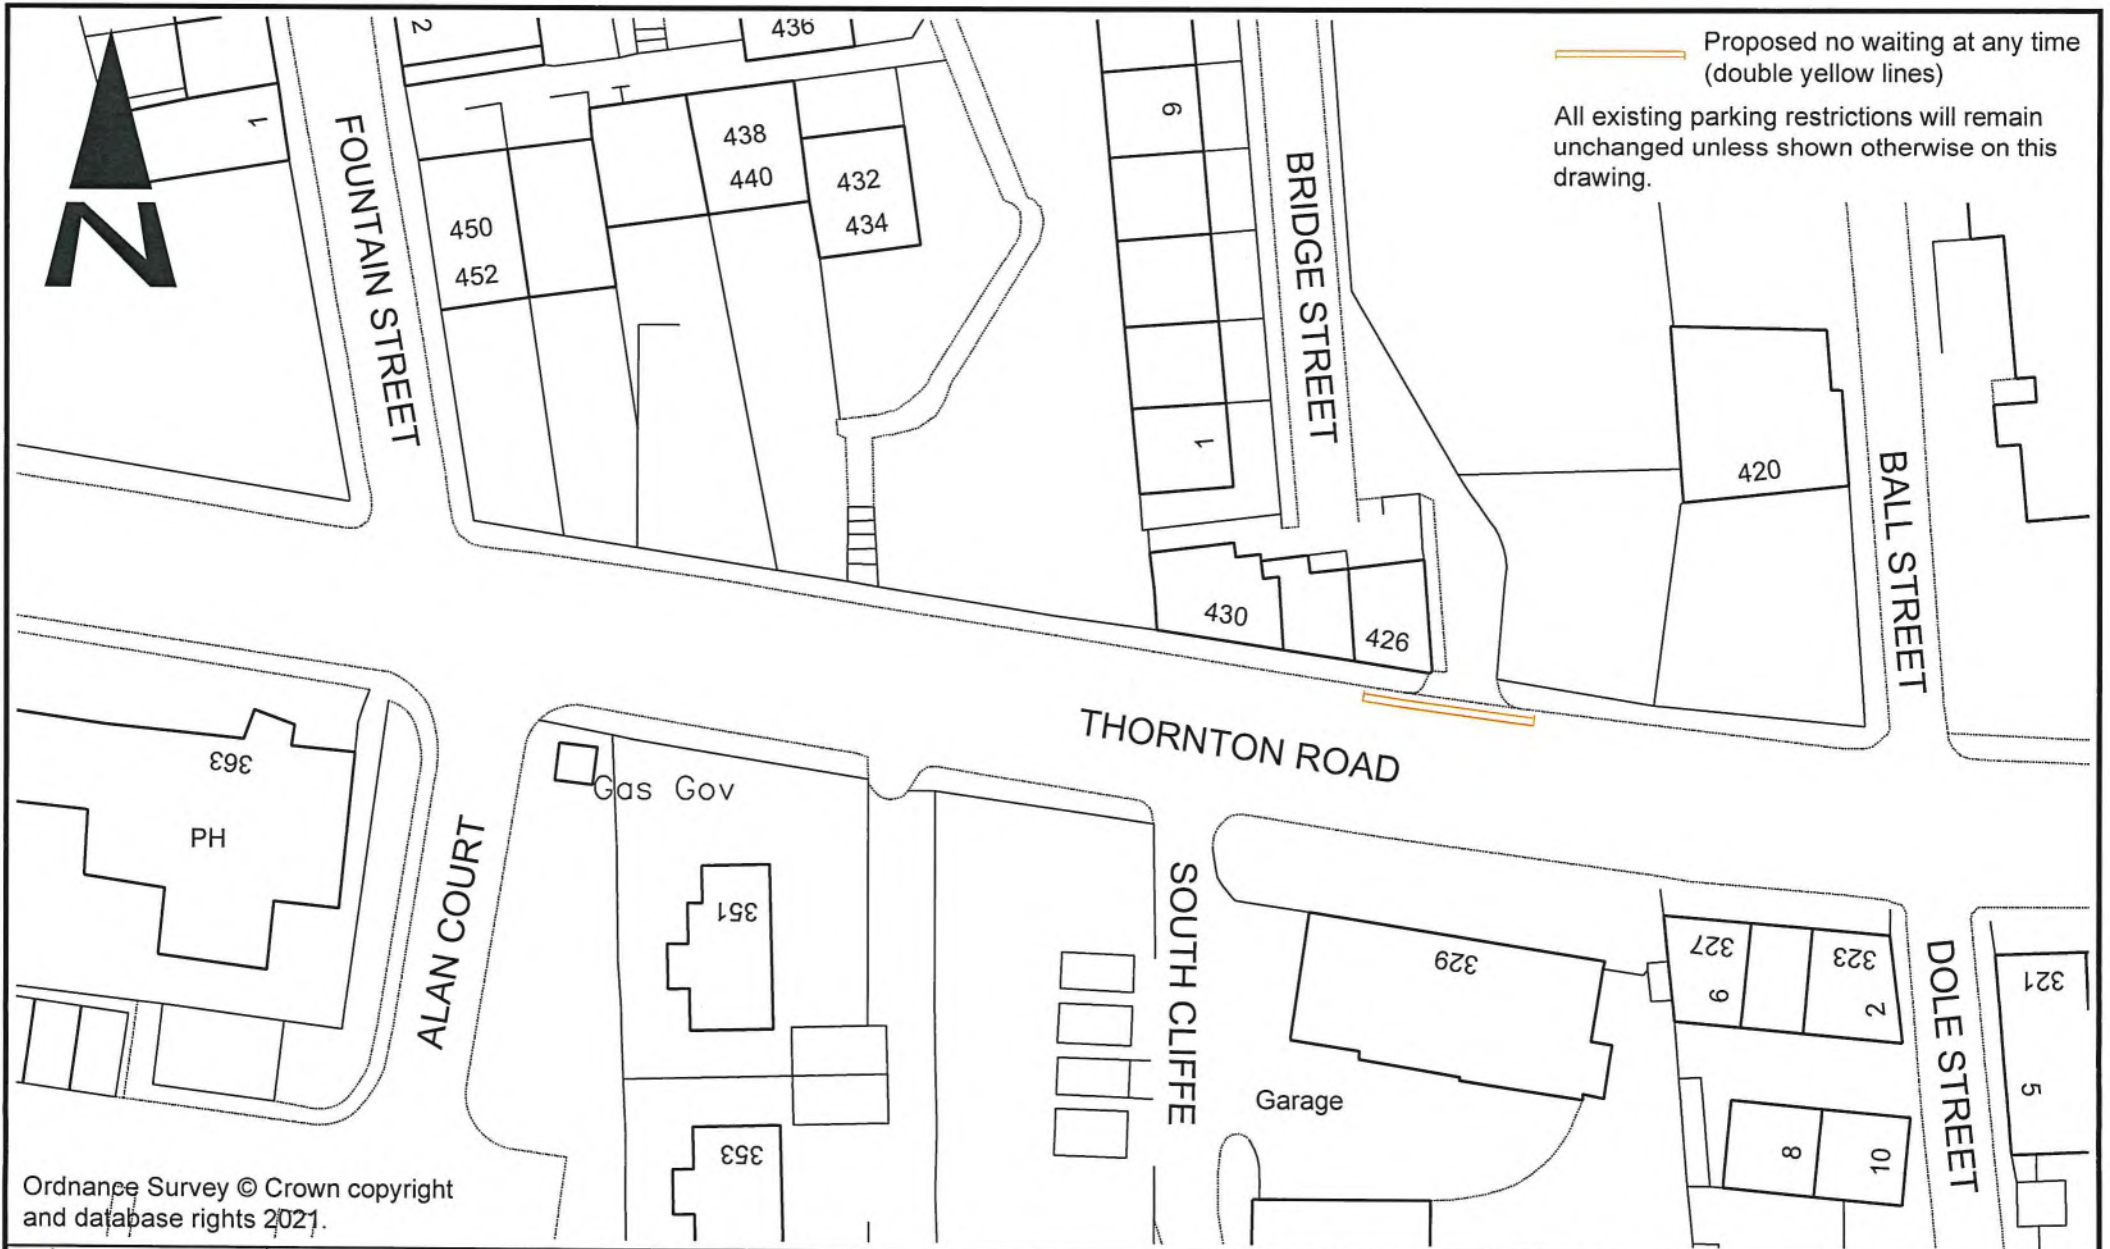 Proposed no waiting at any time
(double yellow lines)
All existing parking restrictions will remain
unchanged unless shown otherwise on this
drawing.
N
2
436
1
438
440
432
434
450
452
FOUNTAIN STREET
9
BRIDGE STREET
1
420
BALL STREET
430
426
THORNTON ROAD
363
PH
Gas Gov
ALAN COURT
351
353
SOUTH CLIFFE
329
Garage
327
6
323
2
DOLE STREET
321
5
8
10
Ordnance Survey © Crown copyright
and database rights 2021.